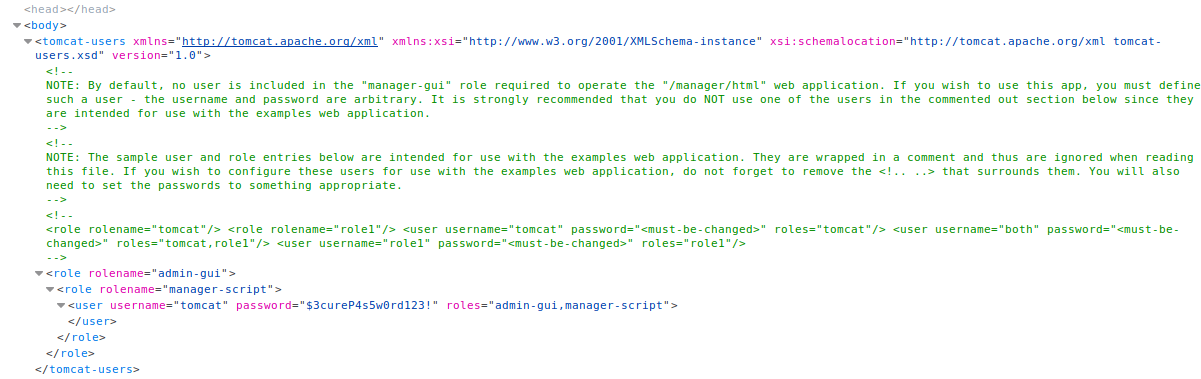 <head></head>
<body>
<tomcat-users xmlns="http://tomcat.apache.org/xml" xmlns:xsi="http://www.w3.org/2001/XMLSchema-instance" xsi:schemalocation="http://tomcat.apache.org/xml tomcat-
users.xsd" version="1.0">
<!--
NOTE: By default, no user is included in the "manager-gui" role required to operate the "/manager/html" web application. If you wish to use this app, you must define
such a user - the username and password are arbitrary. It is strongly recommended that you do NOT use one of the users in the commented out section below since they
are intended for use with the examples web application.
-->
<!--
NOTE: The sample user and role entries below are intended for use with the examples web application. They are wrapped in a comment and thus are ignored when reading
this file. If you wish to configure these users for use with the examples web application, do not forget to remove the <!.. ..> that surrounds them. You will also
need to set the passwords to something appropriate.
-->
<!--
<role rolename="tomcat"/> <role rolename="role1"/> <user username="tomcat" password="<must-be-changed>" roles="tomcat"/> <user username="both" password="<must-be-
changed>" roles="tomcat,role1"/> <user username="role1" password="<must-be-changed>" roles="role1"/>
-->
<role rolename="admin-gui">
<role rolename="manager-script">
<user username="tomcat" password="$3cureP4s5w0rd123!" roles="admin-gui,manager-script">
</user>
</role>
</role>
</tomcat-users>